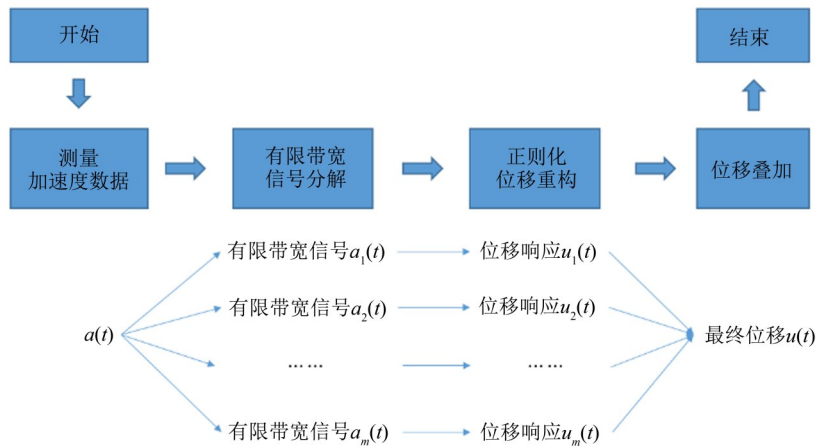 开始
结束
测量
加速度数据
有限带宽
信号分解
正则化
位移重构
位移叠加
有限带宽信号a₁(t)
位移响应u₁(t)
有限带宽信号a₂(t)
位移响应u₂(t)
a(t)
最终位移u(t)
……
……
有限带宽信号aₘ(t)
位移响应uₘ(t)